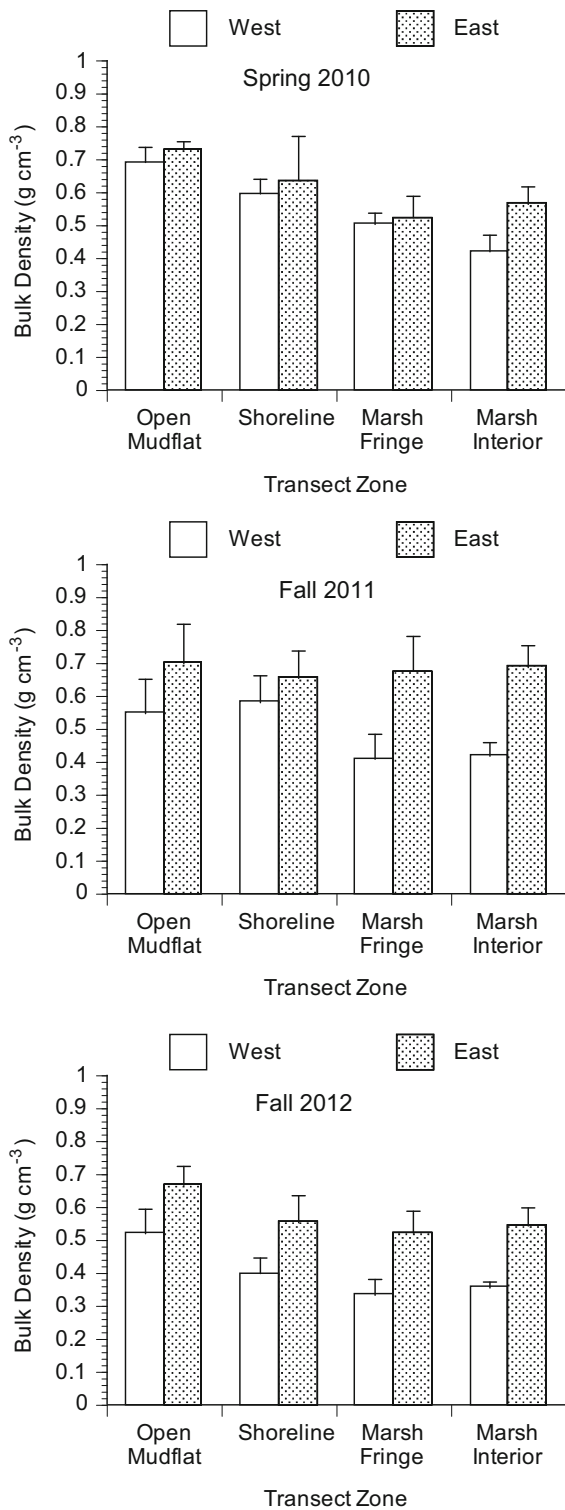 West East
Spring 2010
Bulk Density (g cm-3)
1
0.9
0.8
0.7
0.6
0.5
0.4
0.3
0.2
0.1
0
Open Mudflat Shoreline Marsh Fringe Marsh Interior
Transect Zone
West East
Fall 2011
Bulk Density (g cm-3)
1
0.9
0.8
0.7
0.6
0.5
0.4
0.3
0.2
0.1
0
Open Mudflat Shoreline Marsh Fringe Marsh Interior
Transect Zone
West East
Fall 2012
Bulk Density (g cm-3)
1
0.9
0.8
0.7
0.6
0.5
0.4
0.3
0.2
0.1
0
Open Mudflat Shoreline Marsh Fringe Marsh Interior
Transect Zone